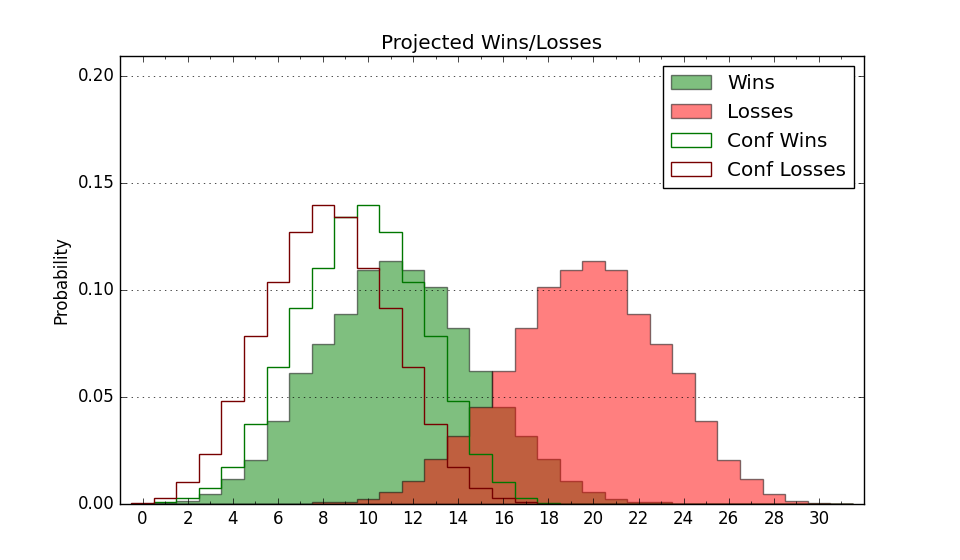 Projected Wins/Losses
Probability
0.20
0.15
0.10
0.05
0.00
0 2 4 6 8 10 12 14 16 18 20 22 24 26 28 30
Wins
Losses
Conf Wins
Conf Losses